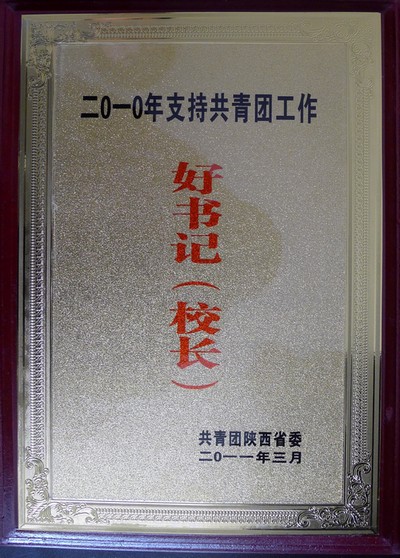 二0一0年支持共青团工作
好书记（校长）
共青团陕西省委
二0一一年三月